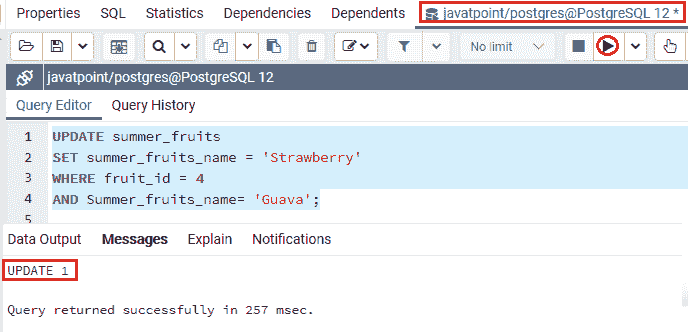 Properties SQL Statistics Dependencies Dependents javatpoint/postgres@PostgreSQL 12 *
No limit
javatpoint/postgres@PostgreSQL 12
Query Editor Query History
1 UPDATE summer_fruits
2 SET summer_fruits_name = 'Strawberry'
3 WHERE fruit_id = 4
4 AND Summer_fruits_name= 'Guava';
5
Data Output Messages Explain Notifications
UPDATE 1
Query returned successfully in 257 msec.